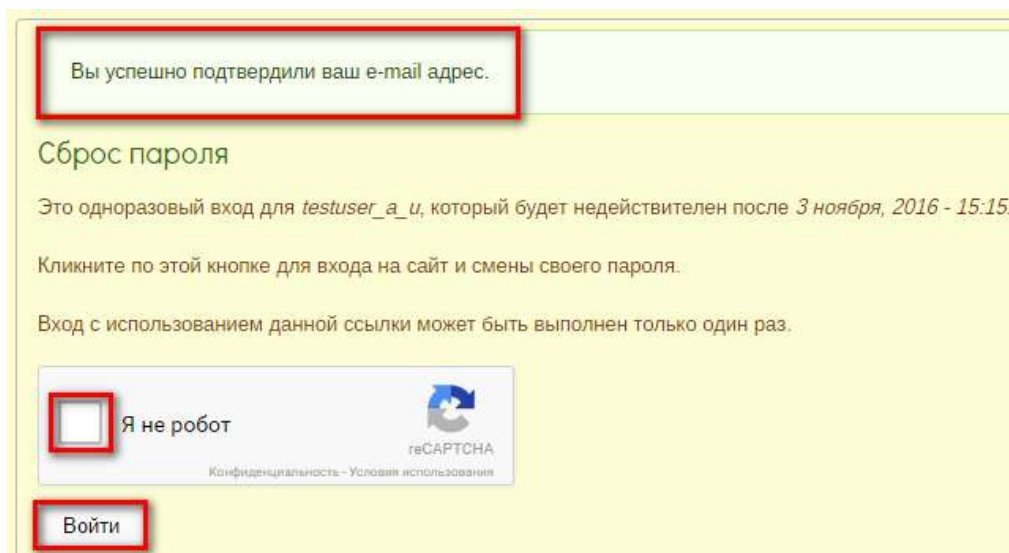 Вы успешно подтвердили ваш e-mail адрес.
Сброс пароля
Это одноразовый вход для testuser_a_u, который будет недействителен после 3 ноября, 2016 - 15:15.
Кликните по этой кнопке для входа на сайт и смены своего пароля.
Вход с использованием данной ссылки может быть выполнен только один раз.
Я не робот
reCAPTCHA
Конфиденциальность - Условия использования
Войти